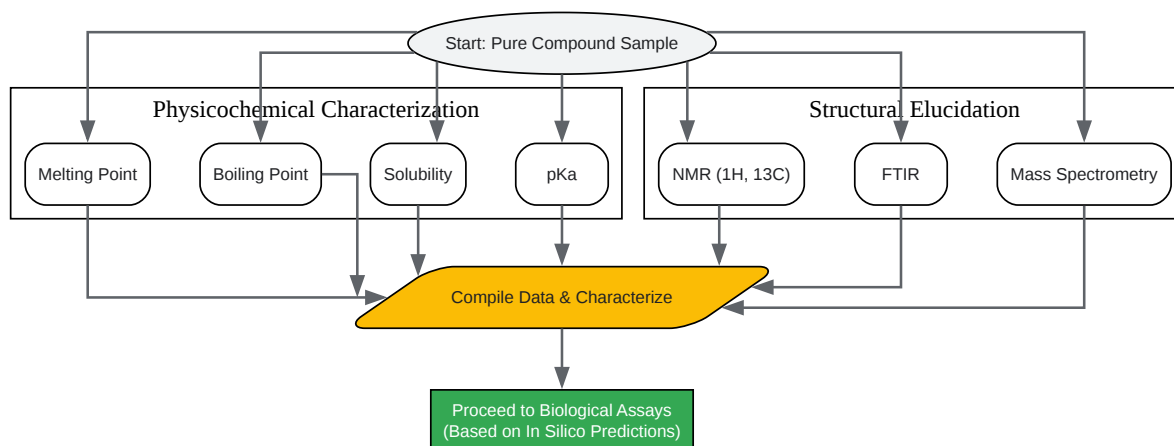 Start: Pure Compound Sample
Physicochemical Characterization
Structural Elucidation
Melting Point
Boiling Point
Solubility
pKa
NMR (1H, 13C)
FTIR
Mass Spectrometry
Compile Data & Characterize
Proceed to Biological Assays
(Based on In Silico Predictions)